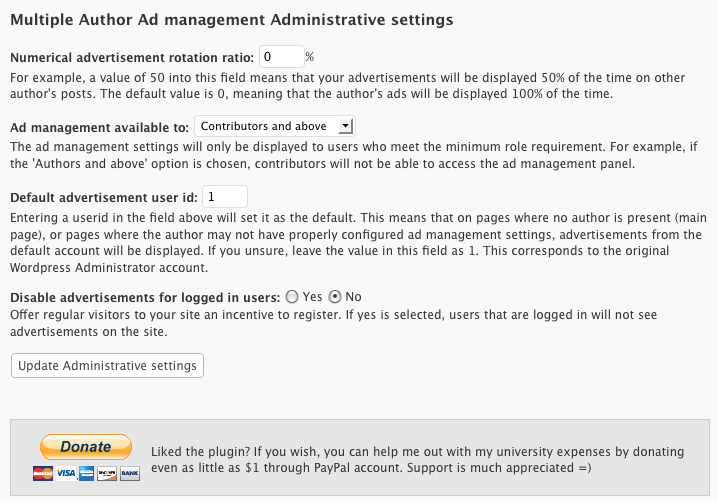 Multiple Author Ad management Administrative settings
Numerical advertisement rotation ratio: 0 %
For example, a value of 50 into this field means that your advertisements will be displayed 50% of the time on other
author's posts. The default value is 0, meaning that the author's ads will be displayed 100% of the time.
Ad management available to: Contributors and above
The ad management settings will only be displayed to users who meet the minimum role requirement. For example, if
the 'Authors and above' option is chosen, contributors will not be able to access the ad management panel.
Default advertisement user id: 1
Entering a userid in the field above will set it as the default. This means that on pages where no author is present (main
page), or pages where the author may not have properly configured ad management settings, advertisements from the
default account will be displayed. If you unsure, leave the value in this field as 1. This corresponds to the original
Wordpress Administrator account.
Disable advertisements for logged in users: Yes No
Offer regular visitors to your site an incentive to register. If yes is selected, users that are logged in will not see
advertisements on the site.
Update Administrative settings
Donate
VISA BANK
Liked the plugin? If you wish, you can help me out with my university expenses by donating
even as little as $1 through PayPal account. Support is much appreciated =)